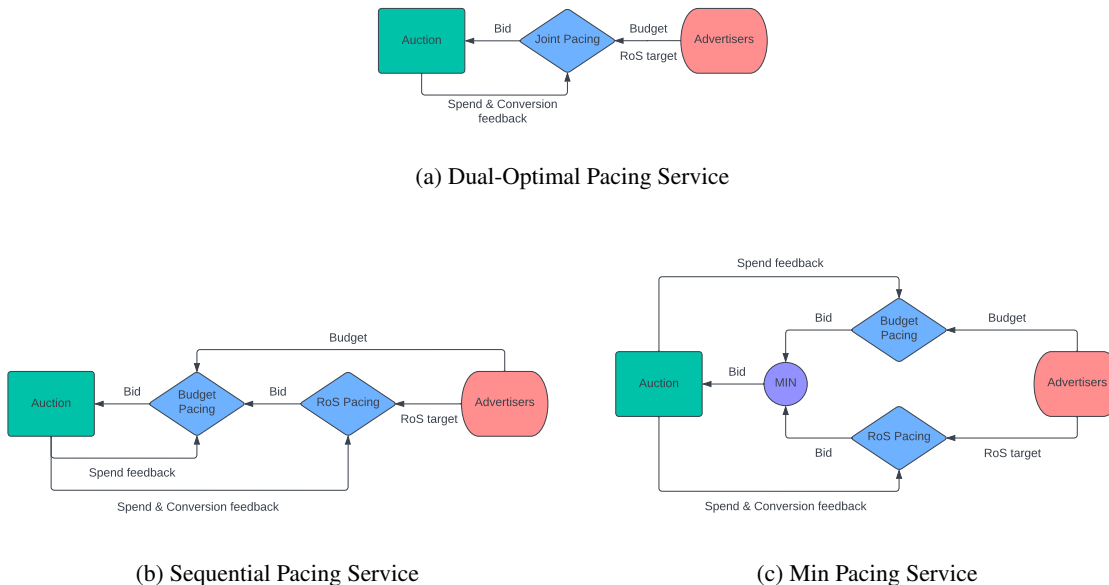 Auction
Bid
Joint Pacing
Budget
RoS target
Advertisers
Spend & Conversion
feedback
(a) Dual-Optimal Pacing Service
Budget
Auction
Bid
Budget
Pacing
Bid
RoS Pacing
RoS target
Advertisers
Spend feedback
Spend & Conversion feedback
(b) Sequential Pacing Service
Spend feedback
Bid
Budget
Pacing
Budget
Auction
Bid
MIN
Advertisers
Bid
RoS Pacing
RoS target
Spend & Conversion feedback
(c) Min Pacing Service